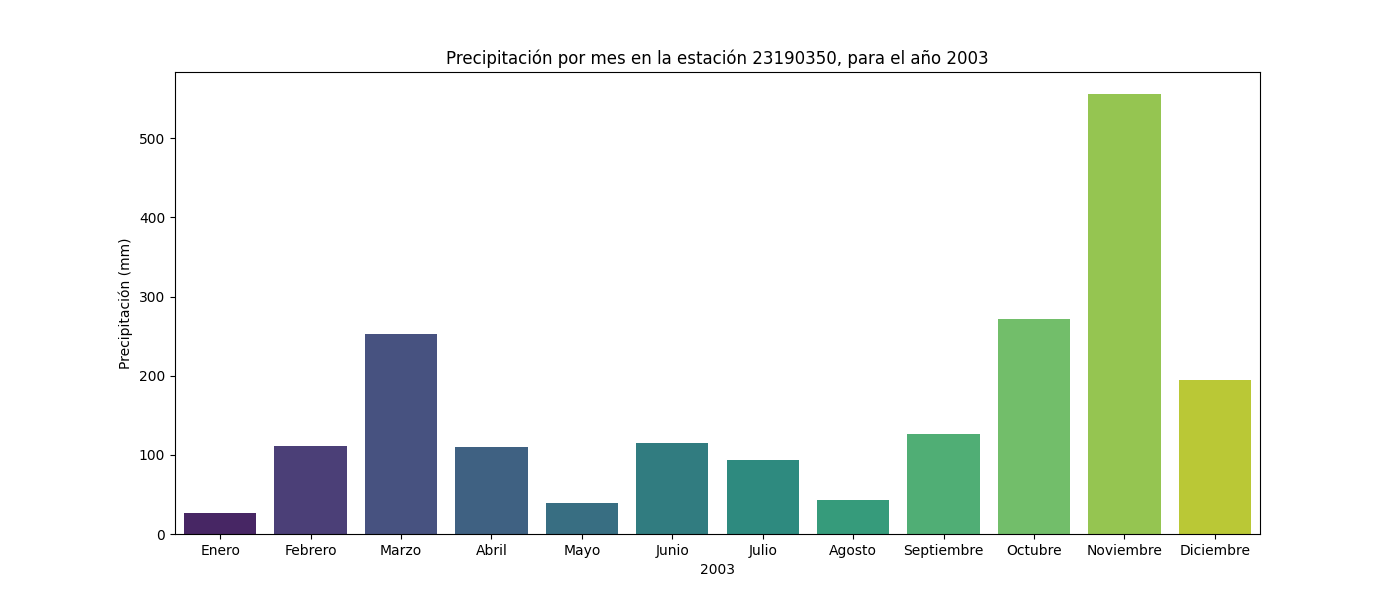 Precipitación por mes en la estación 23190350, para el año 2003
Precipitación (mm)
500
400
300
200
100
0
Enero Febrero Marzo Abril Mayo Junio Julio Agosto Septiembre Octubre Noviembre Diciembre
2003